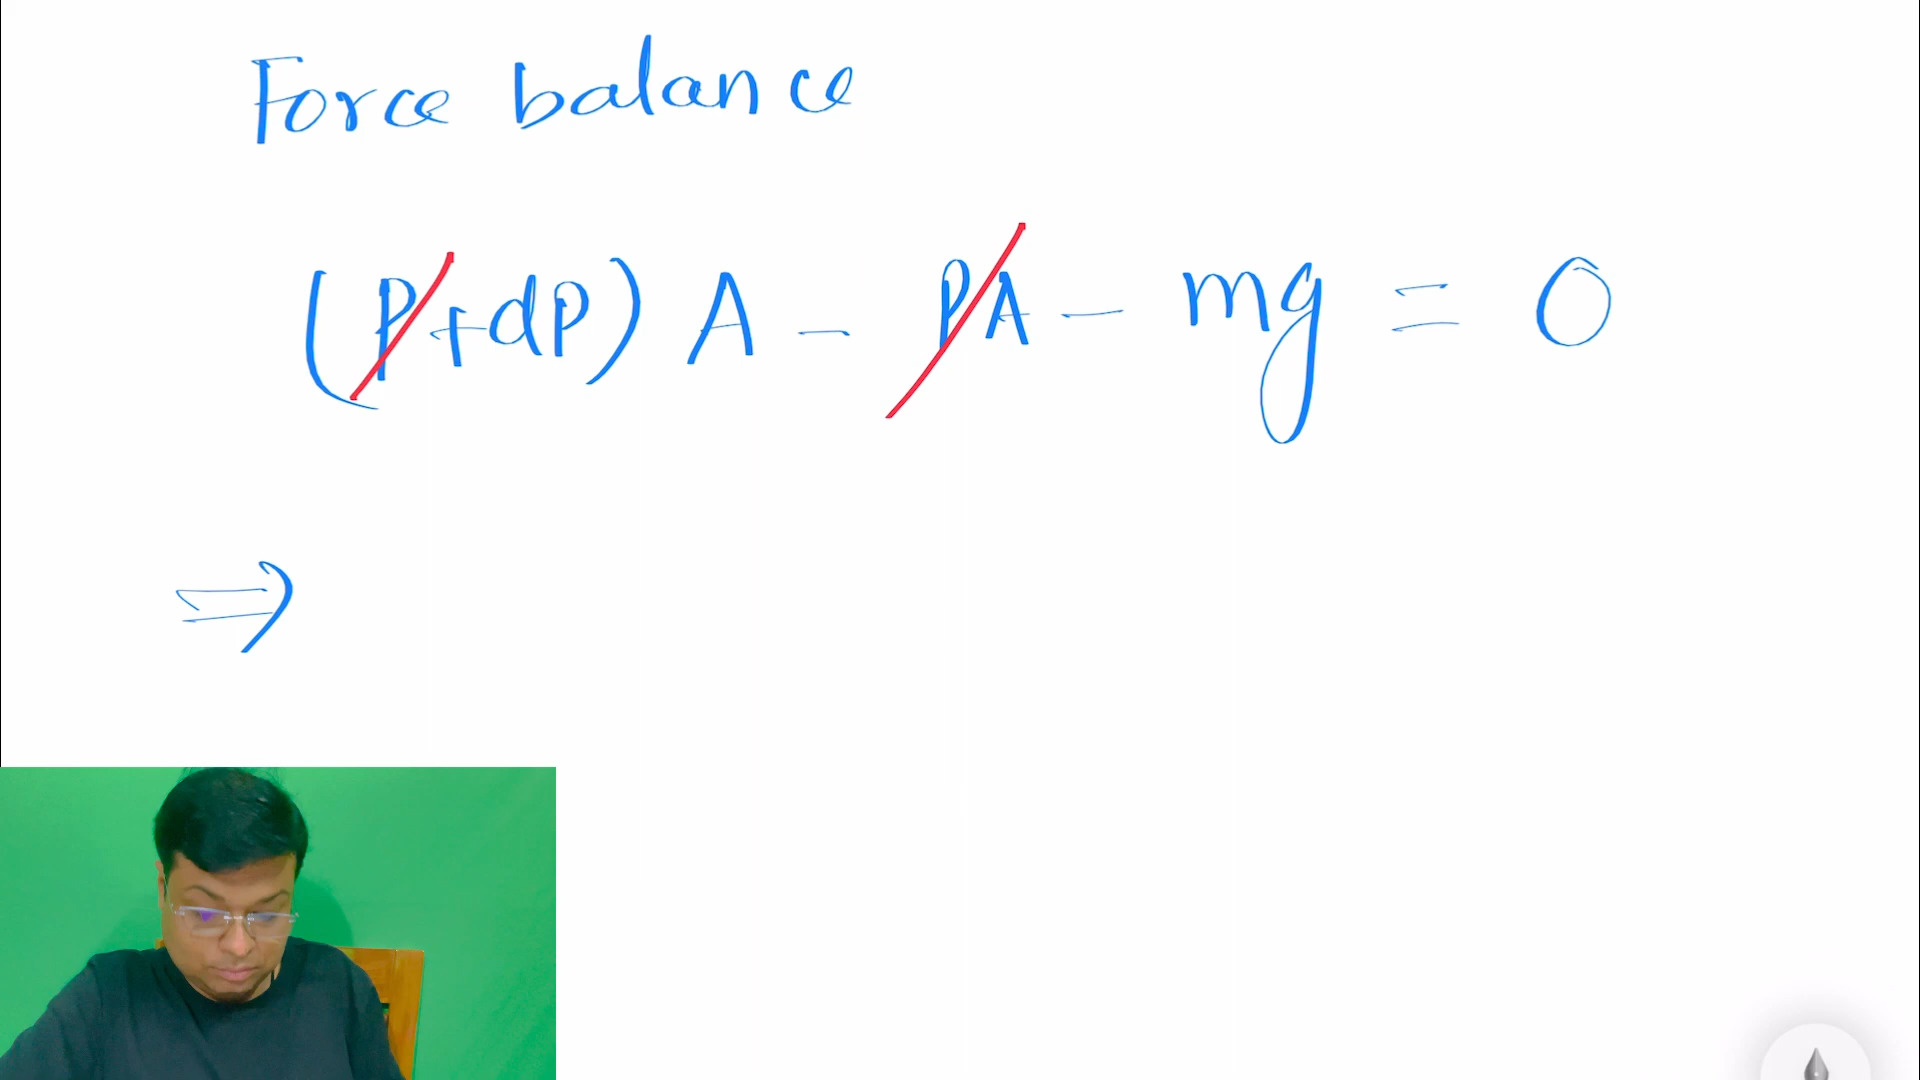 Force balance
(P+dP) A - PA - mg = 0
⇒